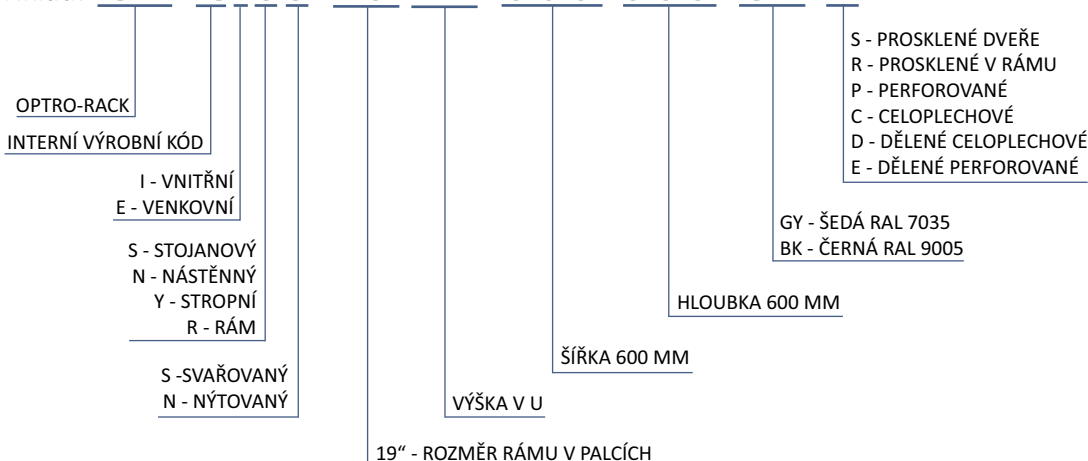 S - PROSKLENÉ DVEŘE
R - PROSKLENÉ V RÁMU
P - PERFOROVANÉ
C - CELOPLECHOVÉ
D - DĚLENÉ CELOPLECHOVÉ
E - DĚLENÉ PERFOROVANÉ
OPTRO-RACK
INTERNÍ VÝROBNÍ KÓD
I - VNITŘNÍ
E - VENKOVNÍ
GY - ŠEDÁ RAL 7035
BK - ČERNÁ RAL 9005
S - STOJANOVÝ
N - NÁSTĚNNÝ
Y - STROPNÍ
R - RÁM
HLOUBKA 600 MM
ŠÍŘKA 600 MM
S -SVAŘOVANÝ
N - NÝTOVANÝ
VÝŠKA V U
19“ - ROZMĚR RÁMU V PALCÍCH